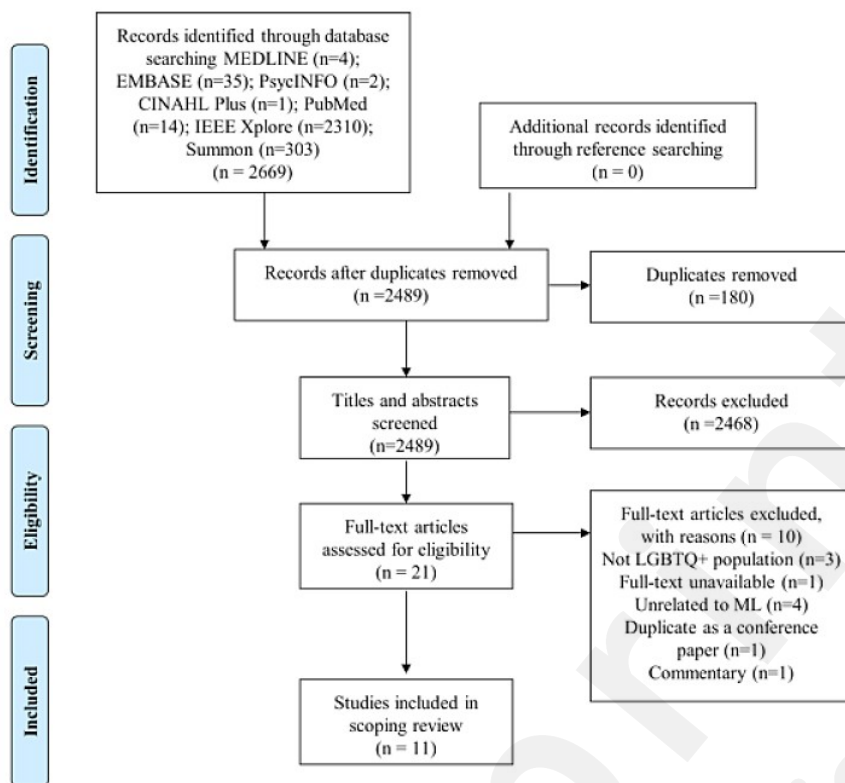 Identification
Records identified through database
searching MEDLINE (n=4);
EMBASE (n=35); PsycINFO (n=2);
CINAHL Plus (n=1); PubMed
(n=14); IEEE Xplore (n=2310);
Summon (n=303)
(n = 2669)
Additional records identified
through reference searching
(n = 0)
Screening
Records after duplicates removed
(n =2489)
Duplicates removed
(n =180)
Titles and abstracts
screened
(n=2489)
Records excluded
(n =2468)
Eligibility
Full-text articles
assessed for eligibility
(n = 21)
Full-text articles excluded,
with reasons (n = 10)
Not LGBTQ+ population (n=3)
Full-text unavailable (n=1)
Unrelated to ML (n=4)
Duplicate as a conference
paper (n=1)
Commentary (n=1)
Included
Studies included in
scoping review
(n = 11)